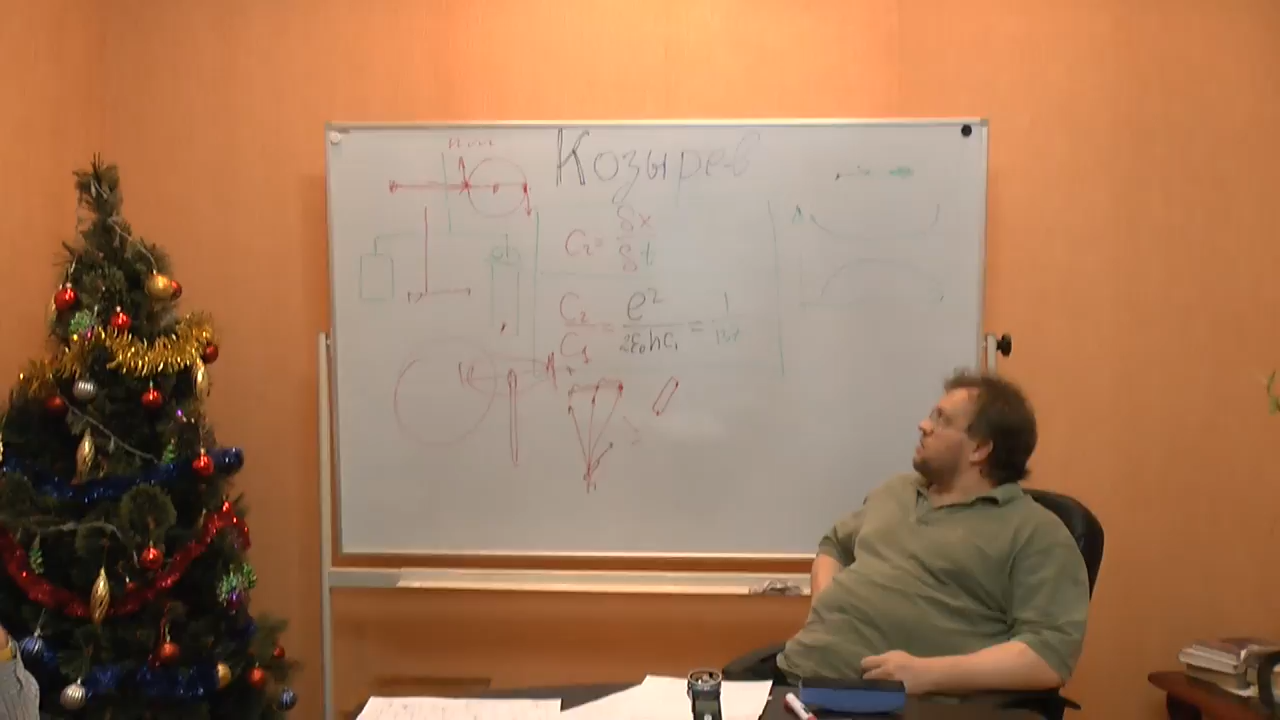 Козырев
C₂ = δx / δt
C₂ / C₁ = e² / 2ε₀hc₁ = 1 / 137